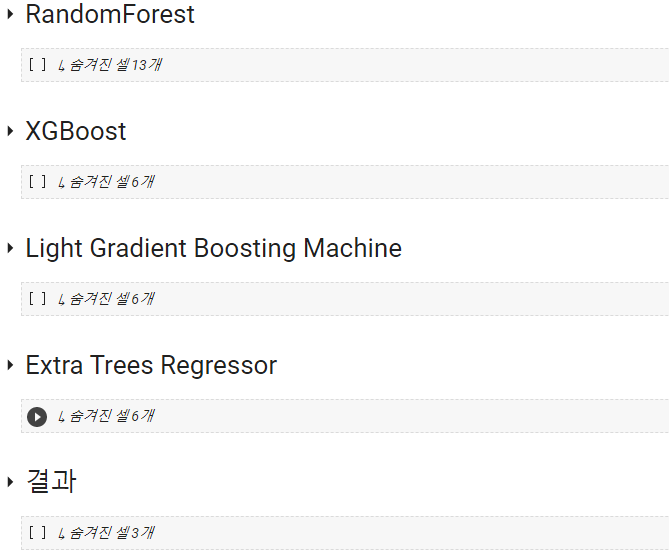 RandomForest
[ ] ↳ 숨겨진 셀 13개
XGBoost
[ ] ↳ 숨겨진 셀 6개
Light Gradient Boosting Machine
[ ] ↳ 숨겨진 셀 6개
Extra Trees Regressor
↳ 숨겨진 셀 6개
결과
[ ] ↳ 숨겨진 셀 3개